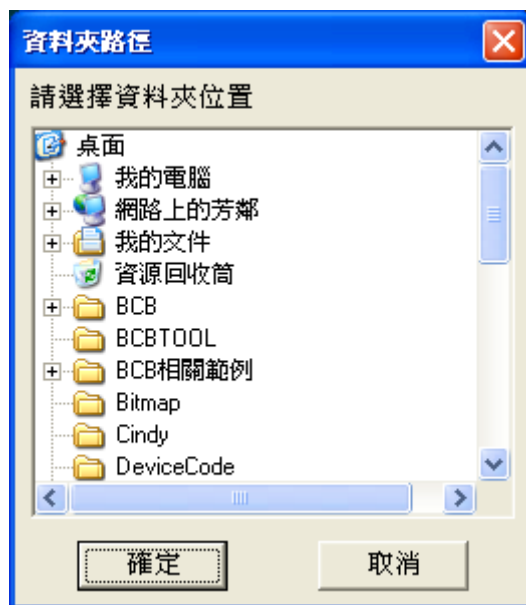 資料夾路徑
請選擇資料夾位置
桌面
我的電腦
網路上的芳鄰
我的文件
資源回收筒
BCB
BCBTOOL
BCB相關範例
Bitmap
Cindy
DeviceCode
確定
取消